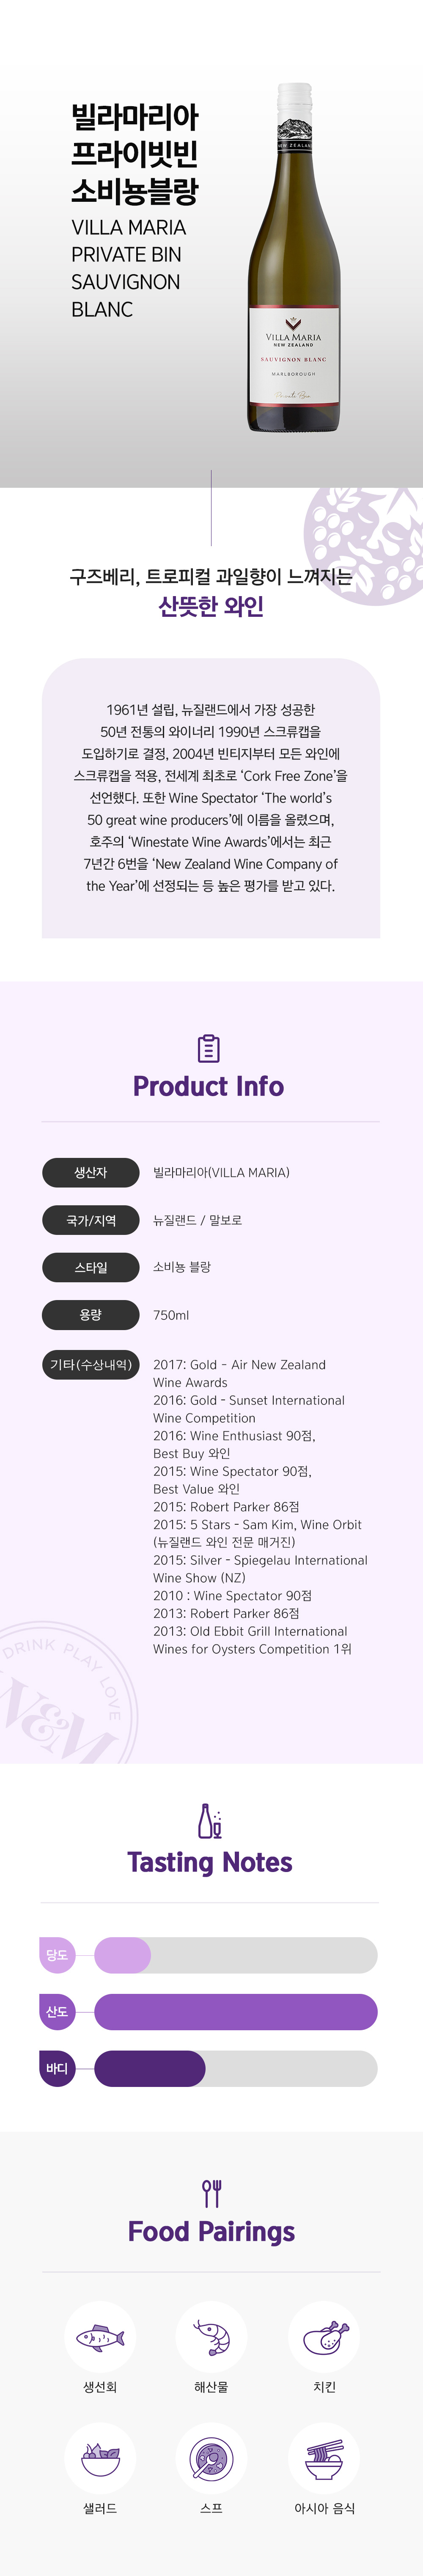 빌라마리아
프라이빗빈
소비뇽블랑
VILLA MARIA
PRIVATE BIN
SAUVIGNON
BLANC
NEW ZEALAND
VILLA MARIA
NEW ZEALAND
SAUVIGNON BLANC
MARLBOROUGH
Private Bin
구즈베리, 트로피컬 과일향이 느껴지는
산뜻한 와인
1961년 설립, 뉴질랜드에서 가장 성공한
50년 전통의 와이너리 1990년 스크류캡을
도입하기로 결정, 2004년 빈티지부터 모든 와인에
스크류캡을 적용, 전세계 최초로 ‘Cork Free Zone’을
선언했다. 또한 Wine Spectator ‘The world’s
50 great wine producers’에 이름을 올렸으며,
호주의 ‘Winestate Wine Awards’에서는 최근
7년간 6번을 ‘New Zealand Wine Company of
the Year’에 선정되는 등 높은 평가를 받고 있다.
Product Info
생산자 빌라마리아(VILLA MARIA)
국가/지역 뉴질랜드 / 말보로
스타일 소비뇽 블랑
용량 750ml
기타(수상내역) 2017: Gold – Air New Zealand
Wine Awards
2016: Gold - Sunset International
Wine Competition
2016: Wine Enthusiast 90점,
Best Buy 와인
2015: Wine Spectator 90점,
Best Value 와인
2015: Robert Parker 86점
2015: 5 Stars - Sam Kim, Wine Orbit
(뉴질랜드 와인 전문 매거진)
2015: Silver - Spiegelau International
Wine Show (NZ)
2010 : Wine Spectator 90점
2013: Robert Parker 86점
2013: Old Ebbit Grill International
Wines for Oysters Competition 1위
DRINK PLAY LOVE
W&M
Tasting Notes
당도
산도
바디
Food Pairings
생선회 해산물 치킨
샐러드 스프 아시아 음식